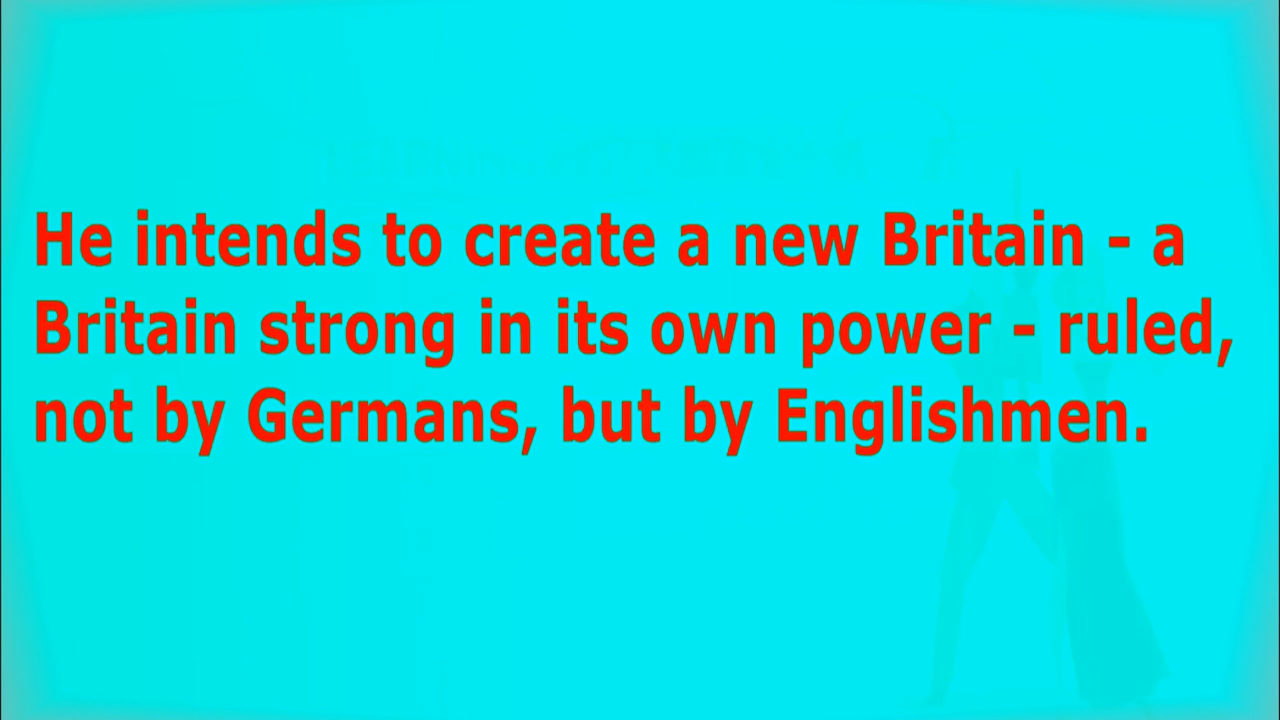 He intends to create a new Britain - a
Britain strong in its own power - ruled,
not by Germans, but by Englishmen.